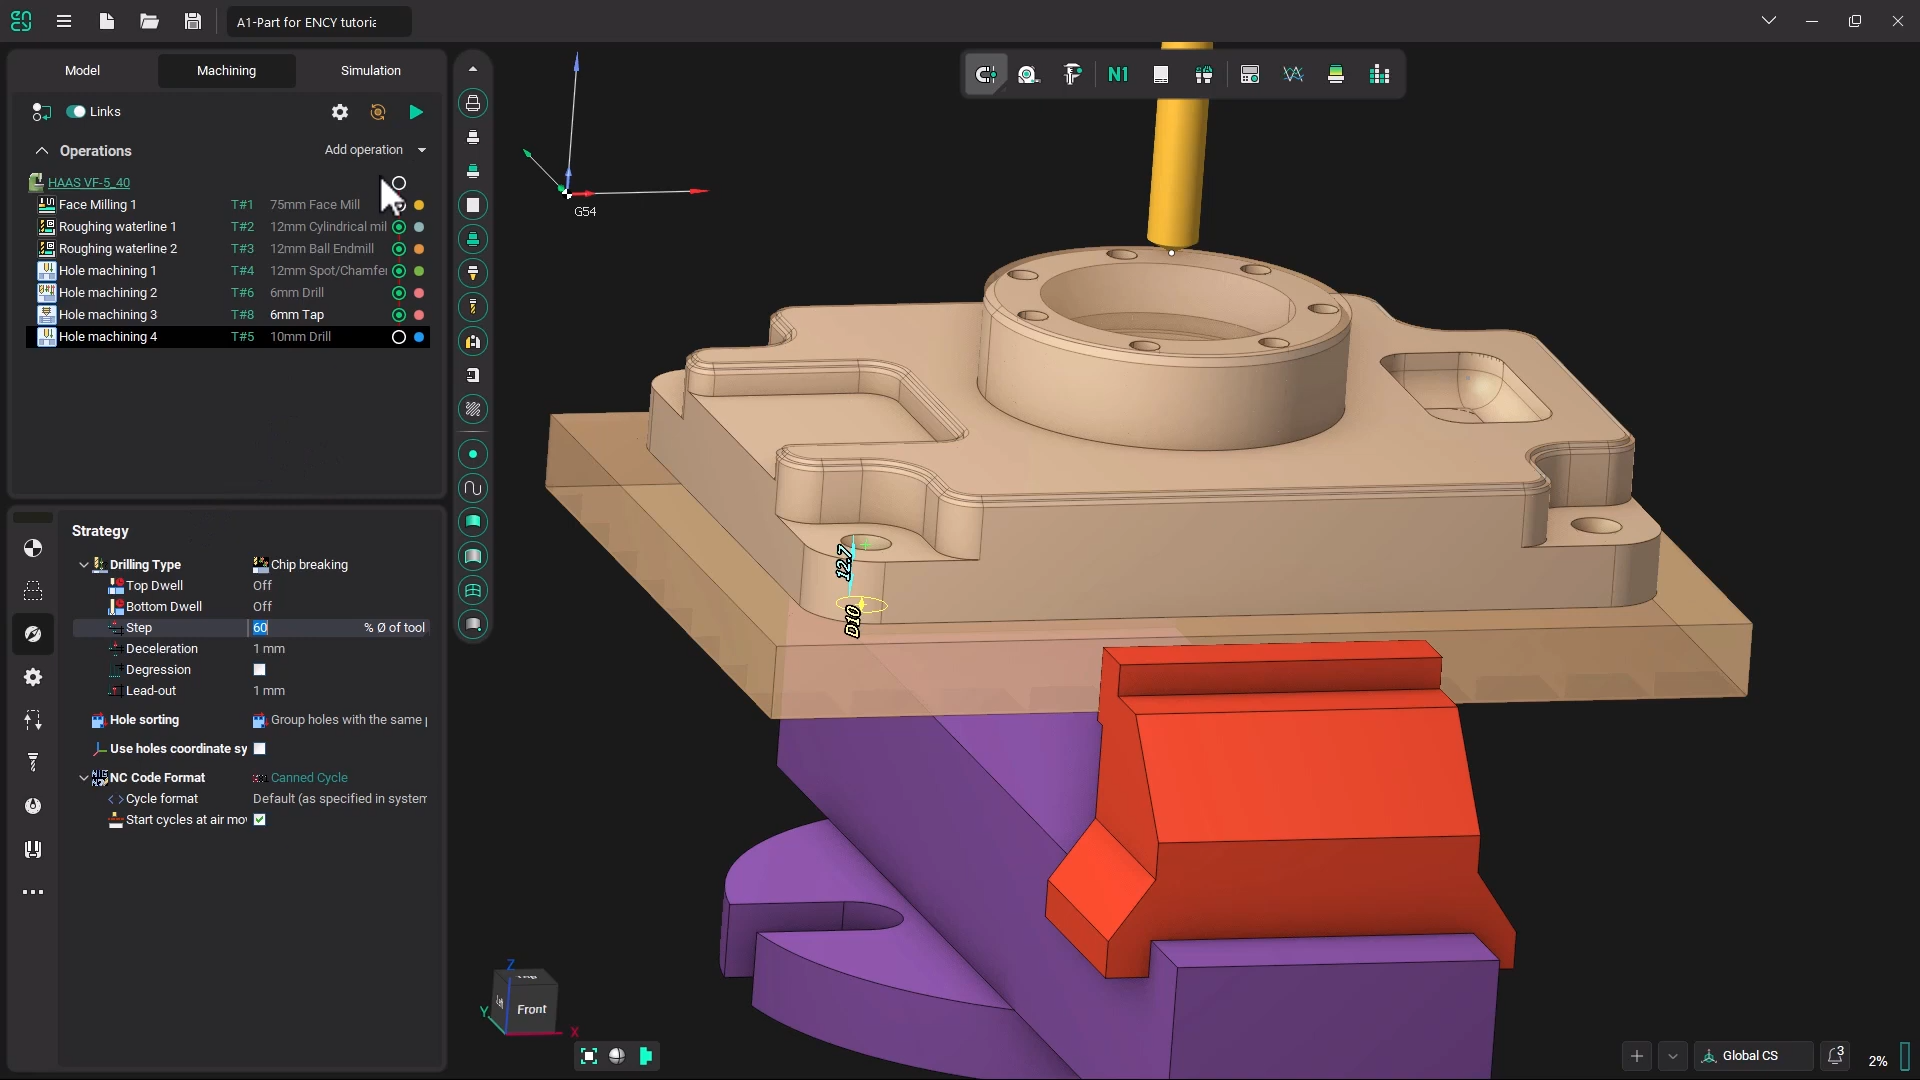 A1-Part for ENCY tutoria
Model
Machining
Simulation
Links
Operations
Add operation
HAAS VF-5_40
Face Milling 1 T#1 75mm Face Mill
Roughing waterline 1 T#2 12mm Cylindrical mil
Roughing waterline 2 T#3 12mm Ball Endmill
Hole machining 1 T#4 12mm Spot/Chamfer
Hole machining 2 T#6 6mm Drill
Hole machining 3 T#8 6mm Tap
Hole machining 4 T#5 10mm Drill
Strategy
Drilling Type Chip breaking
Top Dwell Off
Bottom Dwell Off
Step 60 % Ø of tool
Deceleration 1 mm
Degression
Lead-out 1 mm
Hole sorting Group holes with the same
Use holes coordinate sy
NC Code Format Canned Cycle
Cycle format Default (as specified in system
Start cycles at air mo
N1
G54
12.7
D10
Z
Y
X
Front
Global CS
3
2%